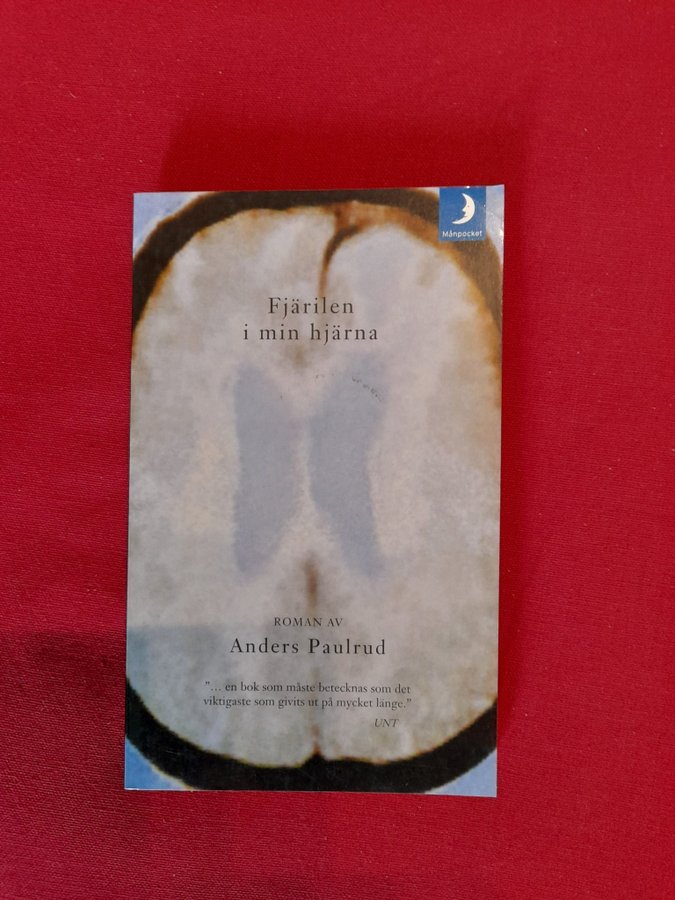 Månpocket
Fjärilen
i min hjärna
ROMAN AV
Anders Paulrud
"... en bok som måste betecknas som det
viktigaste som givits ut på mycket länge."
UNT